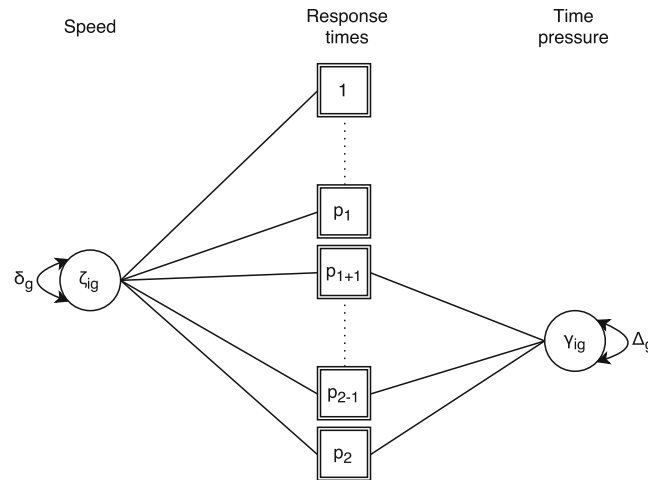 Speed
Response
times
Time
pressure
1
p₁
δg
ζig
p₁₊₁
γig
Δg
p₂₋₁
p₂